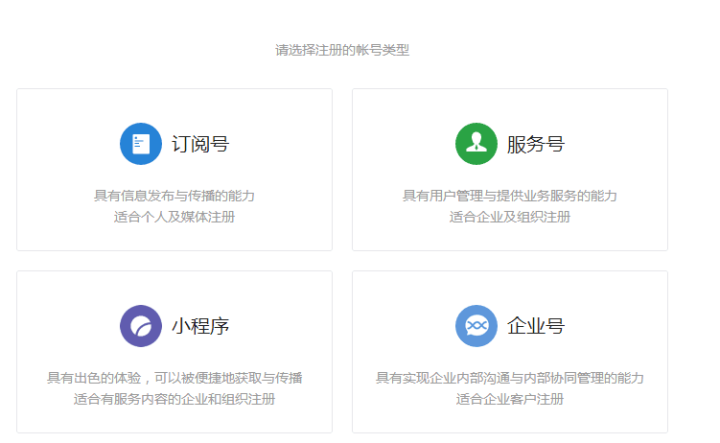 请选择注册的帐号类型
订阅号
具有信息发布与传播的能力
适合个人及媒体注册
服务号
具有用户管理与提供业务服务的能力
适合企业及组织注册
小程序
具有出色的体验，可以被便捷地获取与传播
适合有服务内容的企业和组织注册
企业号
具有实现企业内部沟通与内部协同管理的能力
适合企业客户注册